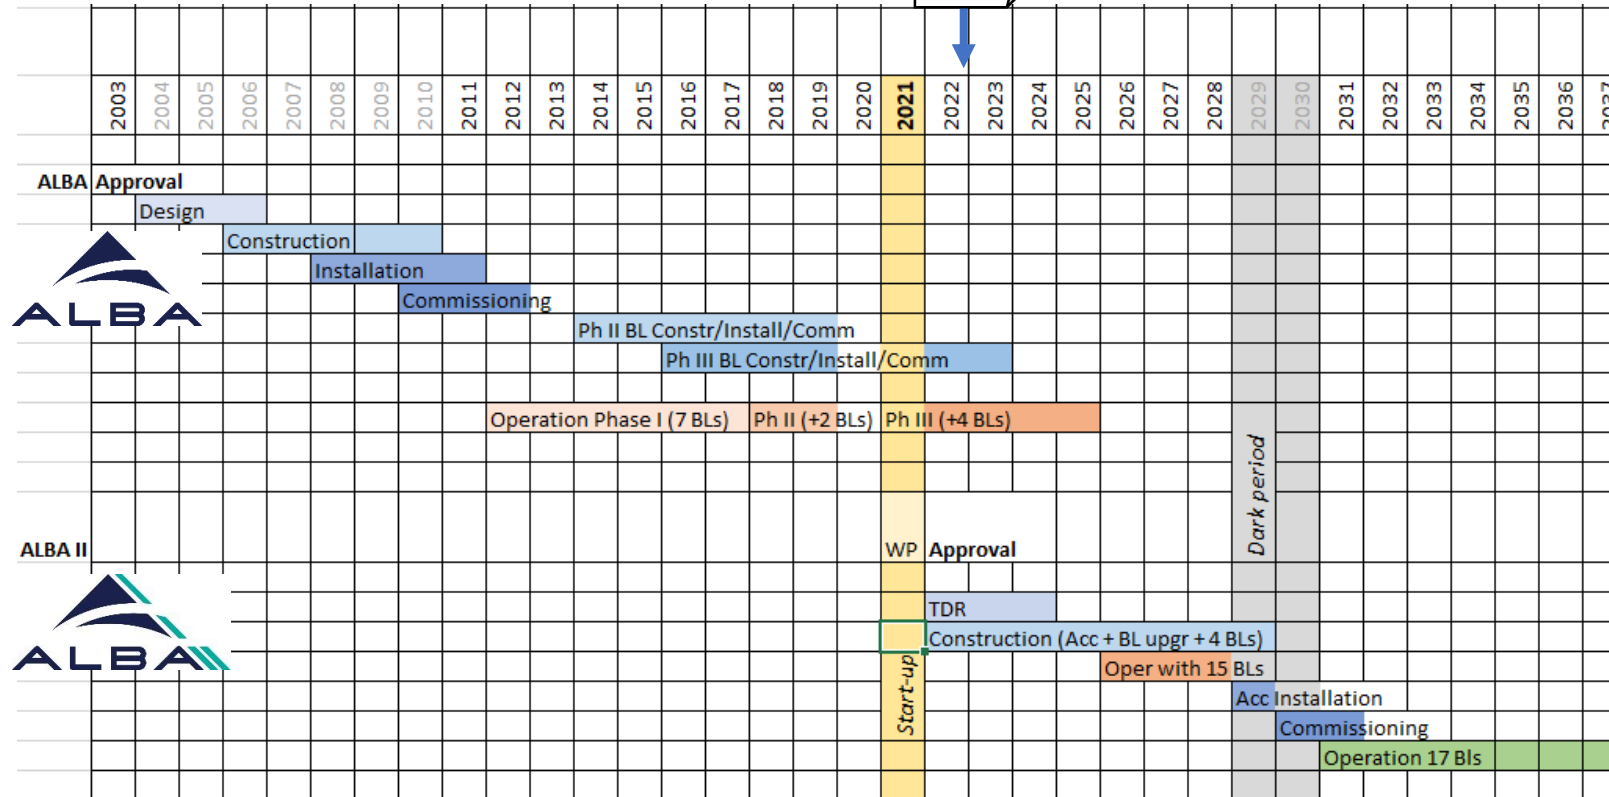 2003 2004 2005 2006 2007 2008 2009 2010 2011 2012 2013 2014 2015 2016 2017 2018 2019 2020 2021 2022 2023 2024 2025 2026 2027 2028 2029 2030 2031 2032 2033 2034 2035 2036 2037
ALBA Approval
Design
Construction
Installation
ALBA
Commissioning
Ph II BL Constr/Install/Comm
Ph III BL Constr/Install/Comm
Operation Phase I (7 BLs) Ph II (+2 BLs) Ph III (+4 BLs)
Dark period
ALBA II WP Approval
TDR
Construction (Acc + BL upgr + 4 BLs)
ALBA
Oper with 15 BLs
Start-up
Acc Installation
Commissioning
Operation 17 Bls